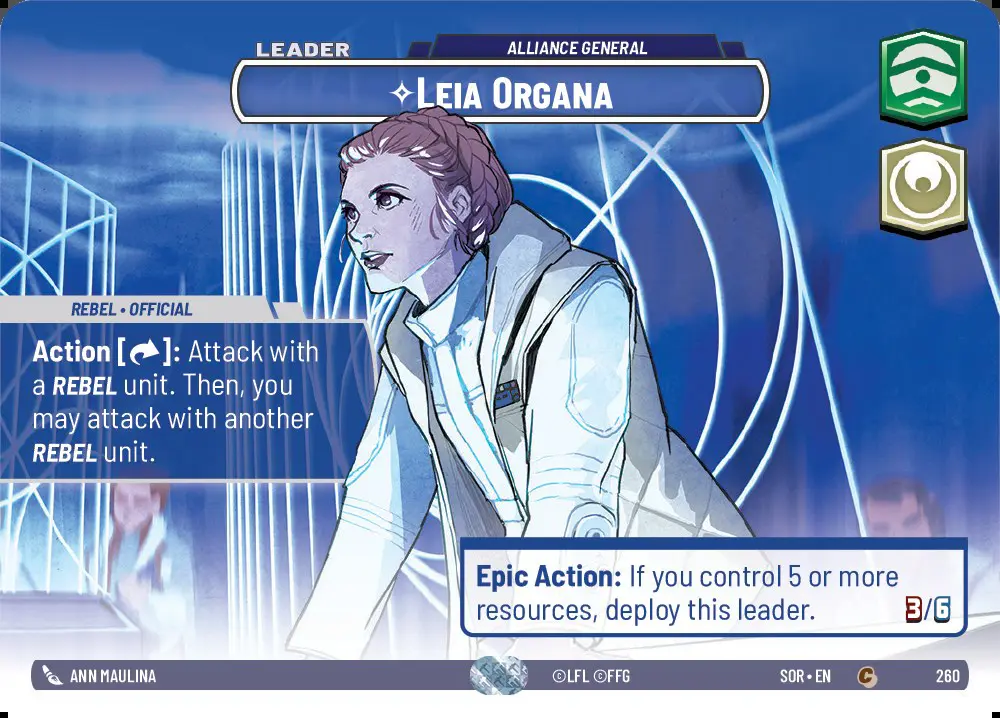 LEADER
ALLIANCE GENERAL
LEIA ORGANA
REBEL • OFFICIAL
Action [ ]: Attack with
a REBEL unit. Then, you
may attack with another
REBEL unit.
Epic Action: If you control 5 or more
resources, deploy this leader.
3/6
ANN MAULINA
©LFL ©FFG
SOR • EN
C
260